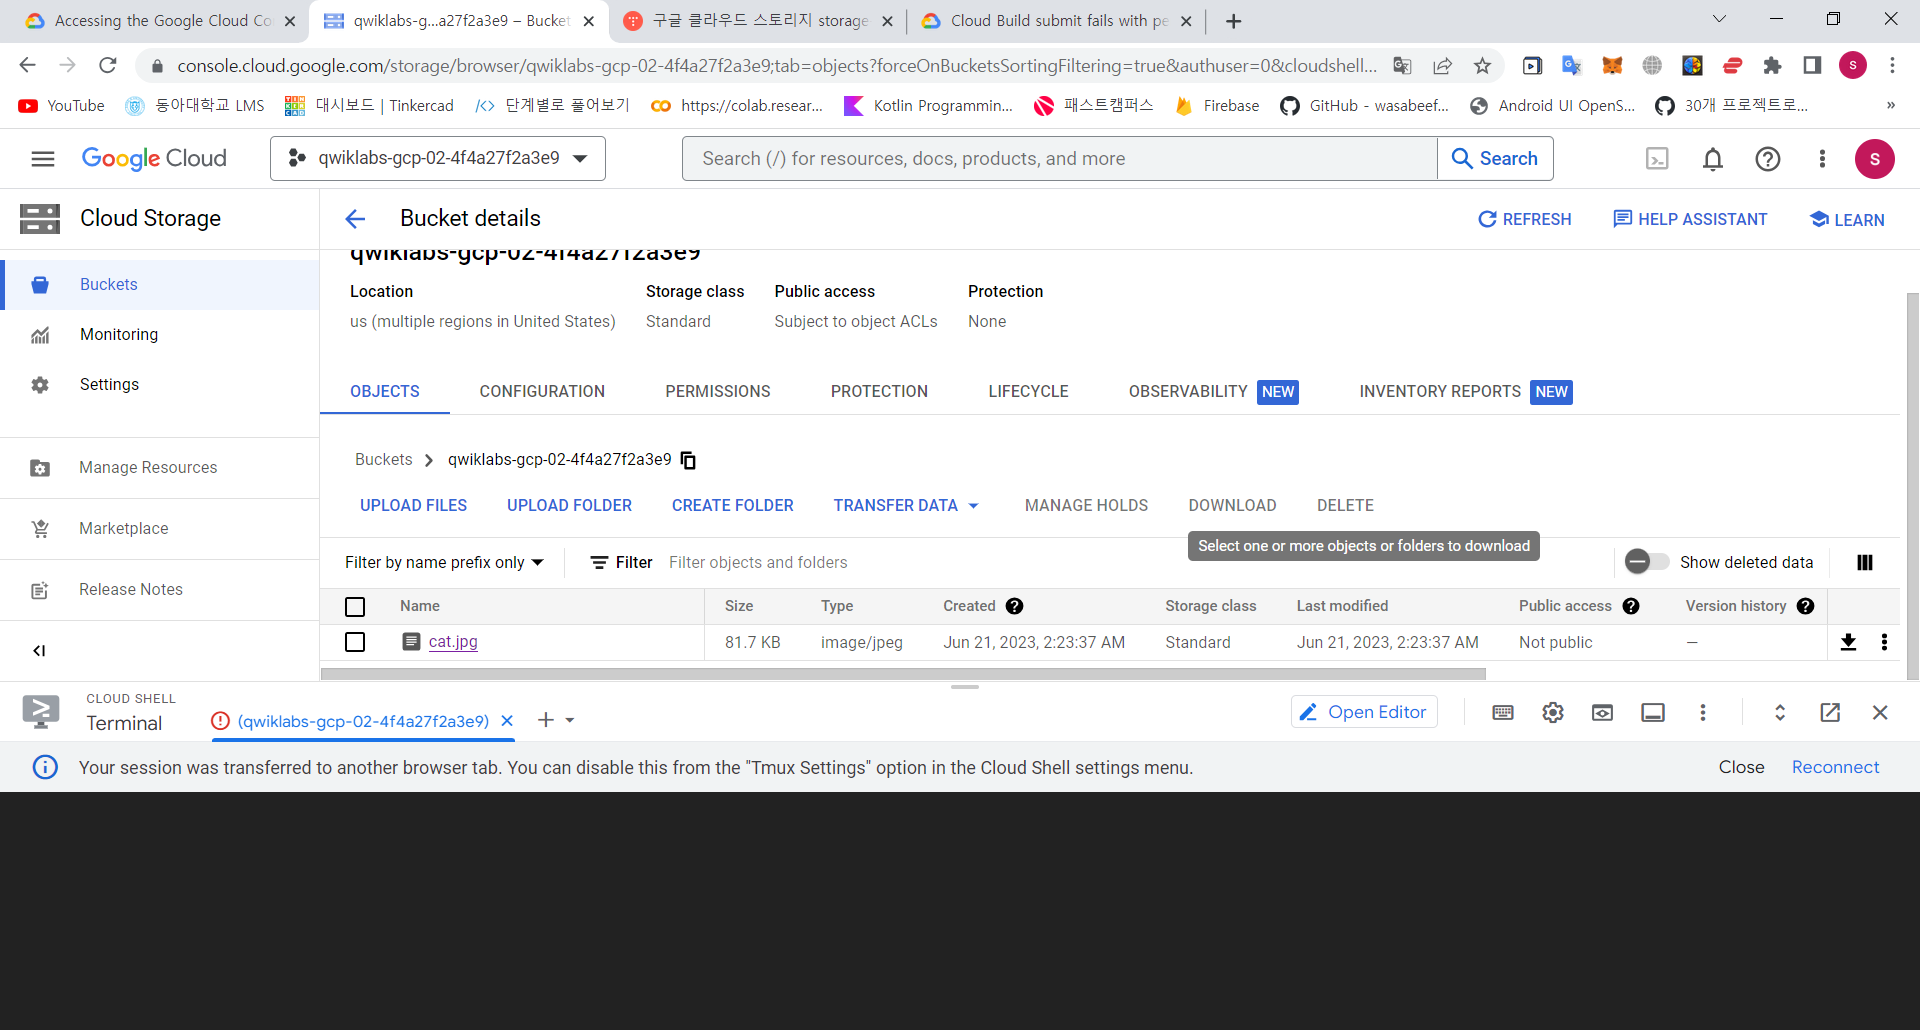 Accessing the Google Cloud Co
qwiklabs-g...a27f2a3e9 – Bucket
구글 클라우드 스토리지 storage
Cloud Build submit fails with pe
console.cloud.google.com/storage/browser/qwiklabs-gcp-02-4f4a27f2a3e9;tab=objects?forceOnBucketsSortingFiltering=true&authuser=0&cloudshell...
S
YouTube
동아대학교 LMS
대시보드 | Tinkercad
단계별로 풀어보기
https://colab.resear...
Kotlin Programmin...
패스트캠퍼스
Firebase
GitHub - wasabeef...
Android UI OpenS...
30개 프로젝트로...
»
Google Cloud
qwiklabs-gcp-02-4f4a27f2a3e9
Search (/) for resources, docs, products, and more
Search
S
Cloud Storage
Bucket details
REFRESH
HELP ASSISTANT
LEARN
Buckets
Monitoring
Settings
Manage Resources
Marketplace
Release Notes
qwiklabs-gcp-02-4f4a27f2a3e9
Location
Storage class
Public access
Protection
us (multiple regions in United States)
Standard
Subject to object ACLs
None
OBJECTS
CONFIGURATION
PERMISSIONS
PROTECTION
LIFECYCLE
OBSERVABILITY NEW
INVENTORY REPORTS NEW
Buckets > qwiklabs-gcp-02-4f4a27f2a3e9
UPLOAD FILES
UPLOAD FOLDER
CREATE FOLDER
TRANSFER DATA
MANAGE HOLDS
DOWNLOAD
DELETE
Select one or more objects or folders to download
Filter by name prefix only
Filter
Filter objects and folders
Show deleted data
Name
Size
Type
Created
Storage class
Last modified
Public access
Version history
cat.jpg
81.7 KB
image/jpeg
Jun 21, 2023, 2:23:37 AM
Standard
Jun 21, 2023, 2:23:37 AM
Not public
—
CLOUD SHELL
Terminal
(qwiklabs-gcp-02-4f4a27f2a3e9)
Open Editor
Your session was transferred to another browser tab. You can disable this from the "Tmux Settings" option in the Cloud Shell settings menu.
Close
Reconnect